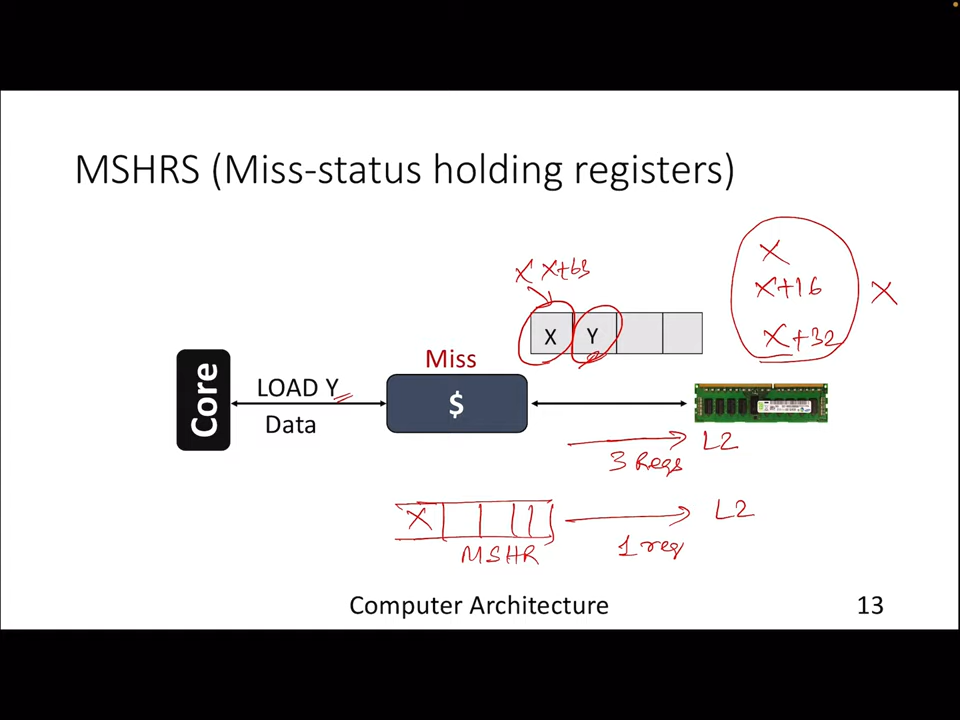 MSHRS (Miss-status holding registers)
X X+63
X
X+16
X+32
X
X Y
Miss
Core
LOAD Y
Data
$
3 Reqs
L2
X
MSHR
1 req
L2
Computer Architecture
13